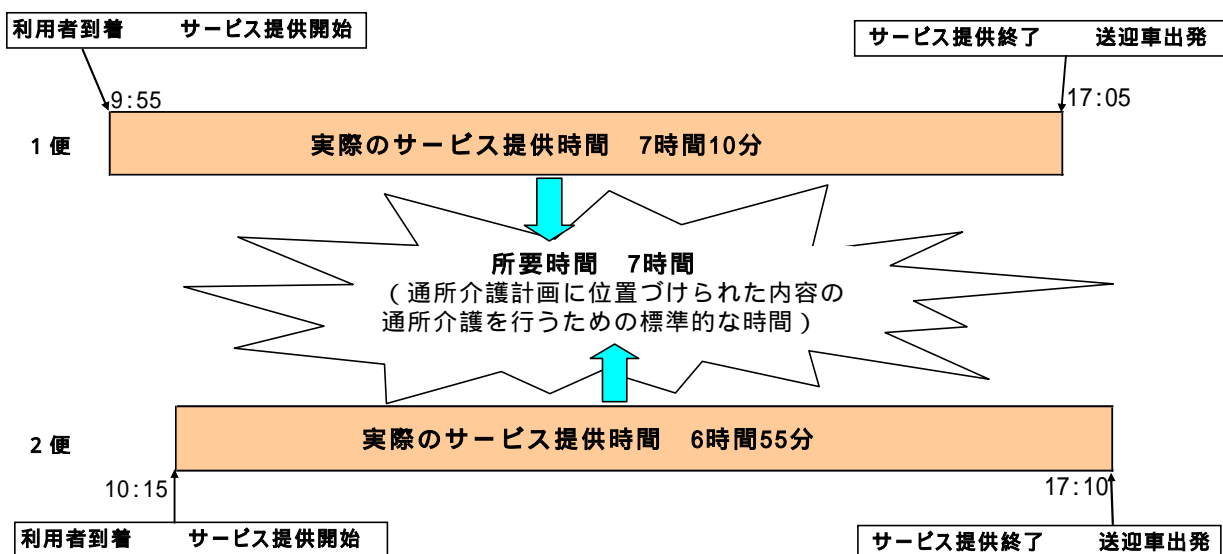 利用者到着　サービス提供開始
サービス提供終了　送迎車出発
9:55
17:05
1便
実際のサービス提供時間　7時間10分
所要時間　7時間
(通所介護計画に位置づけられた内容の
通所介護を行うための標準的な時間)
2便
実際のサービス提供時間　6時間55分
10:15
17:10
利用者到着　サービス提供開始
サービス提供終了　送迎車出発